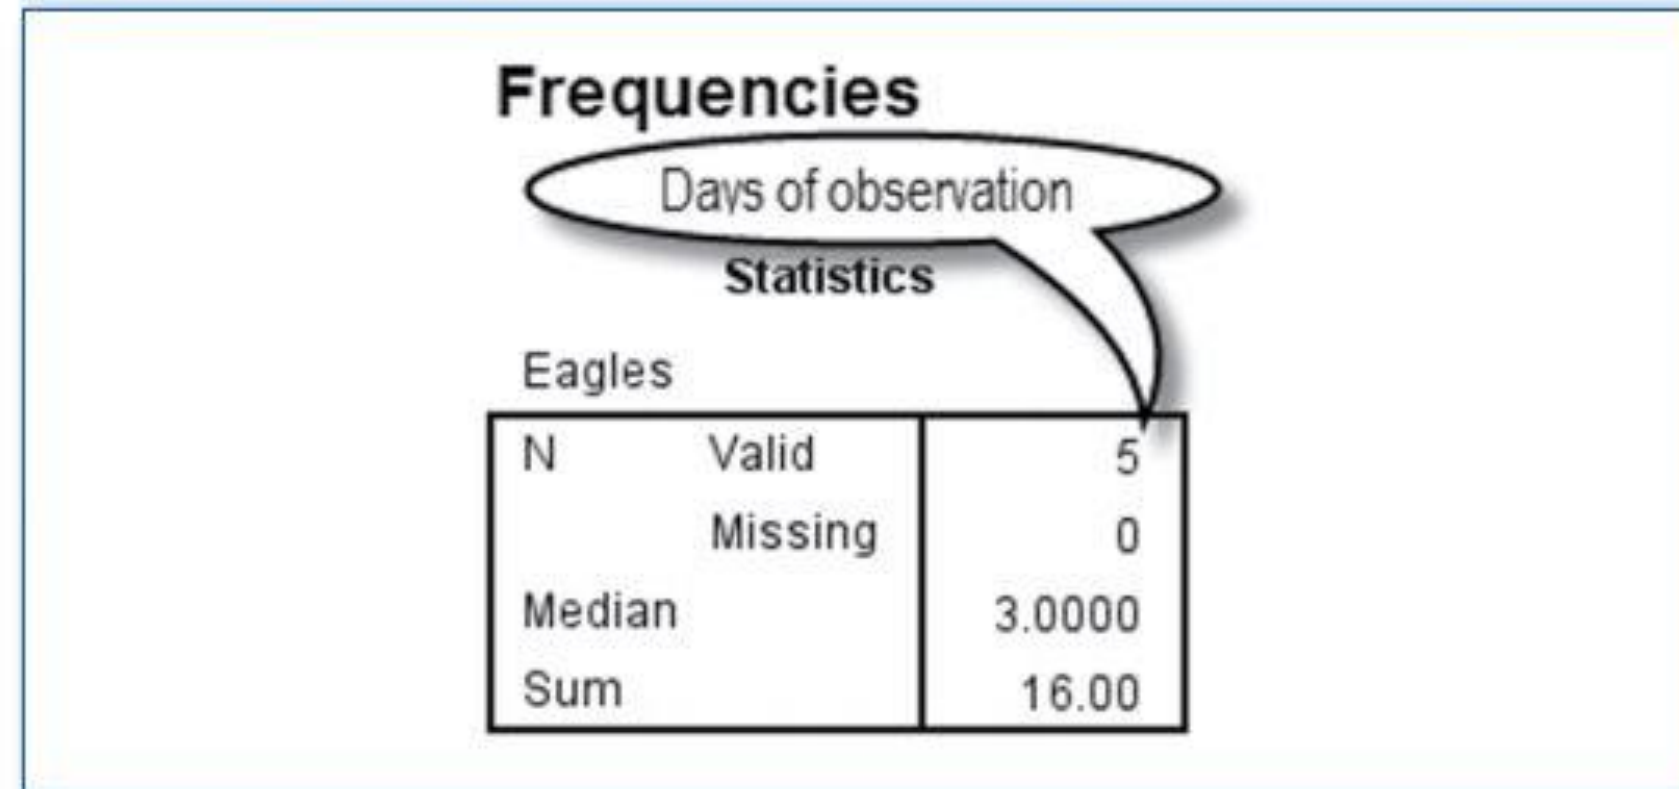 Frequencies
Days of observation
Statistics
Eagles
N Valid 5
Missing 0
Median 3.0000
Sum 16.00